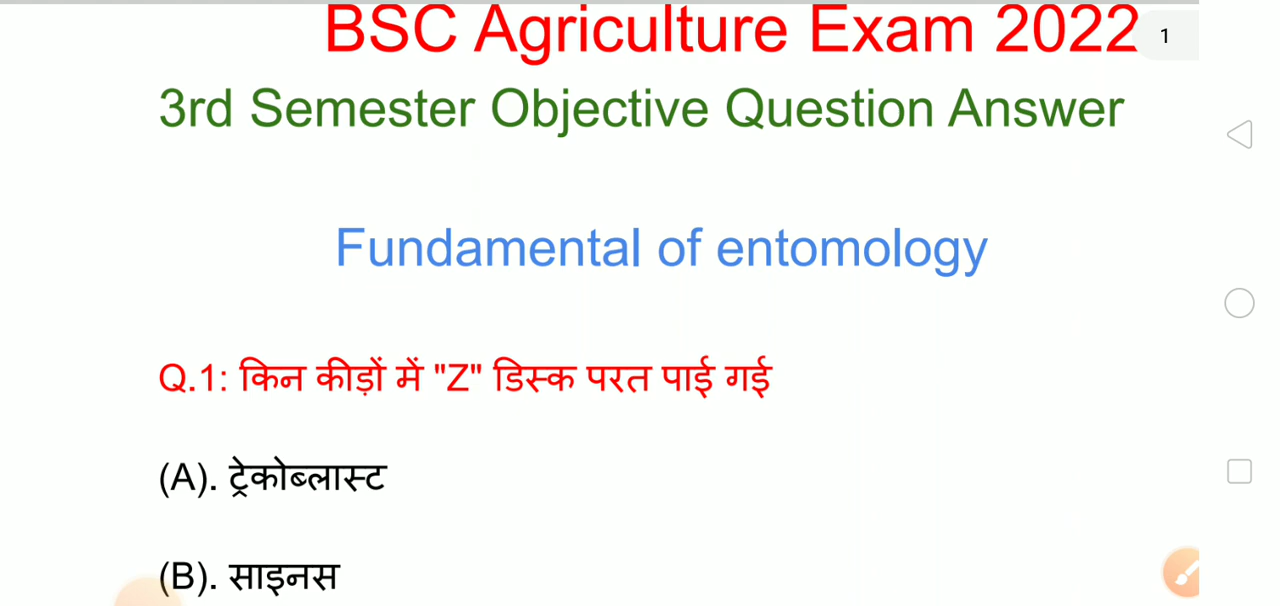 BSC Agriculture Exam 2022
1
3rd Semester Objective Question Answer
Fundamental of entomology
Q.1: किन कीड़ों में "Z" डिस्क परत पाई गई
(A). ट्रेकोब्लास्ट
(B). साइनस